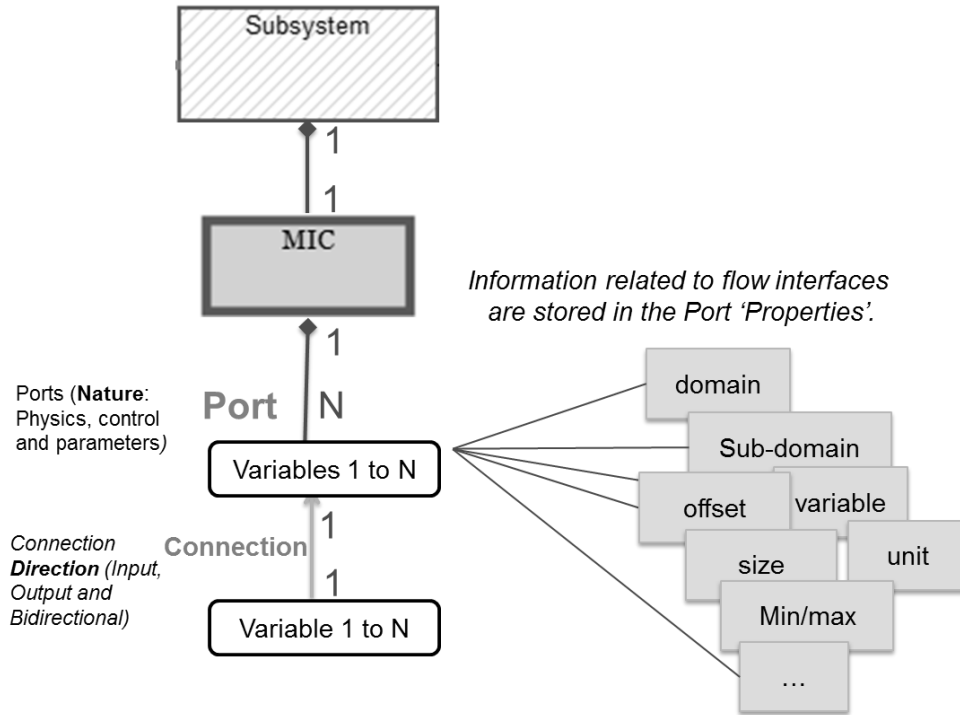 Subsystem
1
1
MIC
1
Information related to flow interfaces
are stored in the Port ‘Properties’.
Ports (Nature:
Physics, control
and parameters)
Port
N
Variables 1 to N
1
Connection
1
Connection
Direction (Input,
Output and
Bidirectional)
Variable 1 to N
domain
Sub-domain
offset
variable
size
unit
Min/max
...